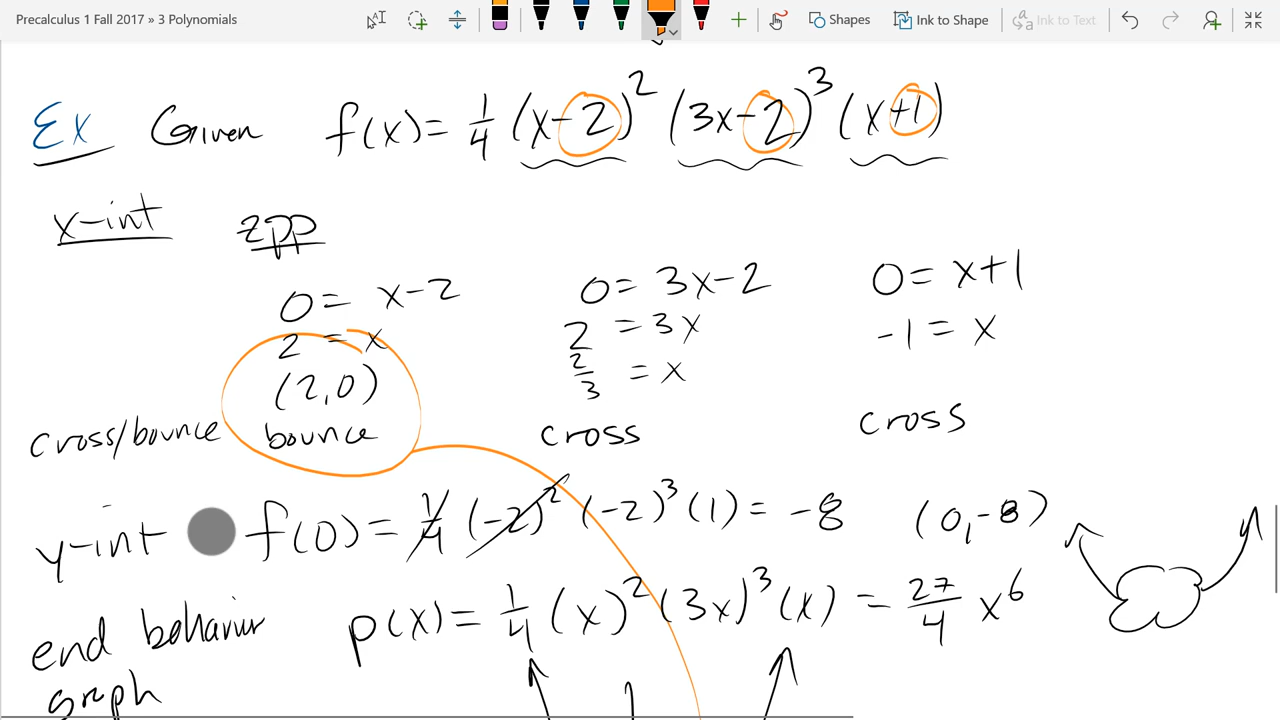 Precalculus 1 Fall 2017 » 3 Polynomials
Shapes
Ink to Shape
Ink to Text
Ex Given f(x) = 1/4 (x-2)^2 (3x-2)^3 (x+1)
x-int zpp
0 = x-2 0 = 3x-2 0 = x+1
2 = x 2 = 3x -1 = x
(2,0) 2/3 = x
cross/bounce bounce cross cross
y-int f(0) = 1/4 (-2)^2 (-2)^3 (1) = -8 (0,-8)
end behavior p(x) = 1/4 (x)^2 (3x)^3 (x) = 27/4 x^6
graph